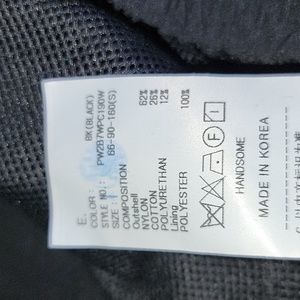 E.
COLOR : BK(BLACK)
STYLE NO.: PW2B7WPC190W
SIZE : 66-90-160(S)
COMPOSITION
Outshell
NYLON 62%
COTTON 26%
POLYURETHAN 12%
Lining
POLYESTER 100%
HANDSOME
MADE IN KOREA